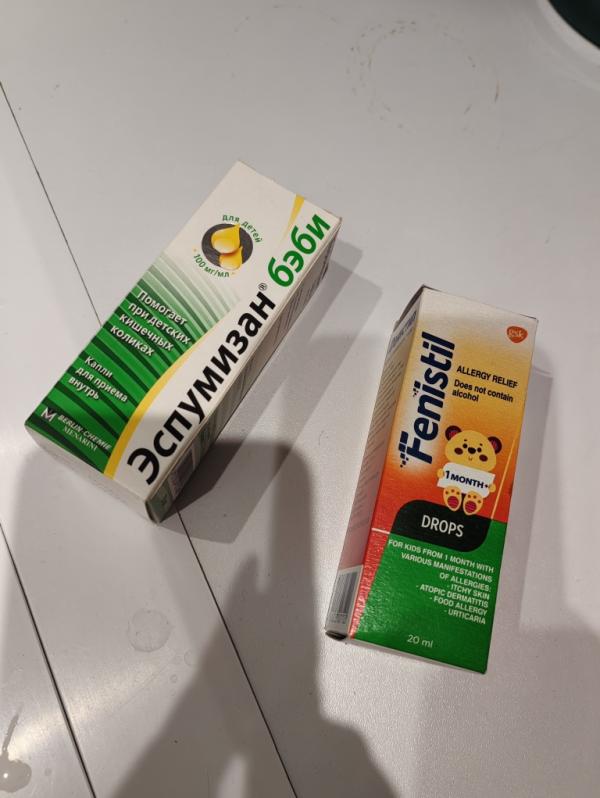 для детей
100 мг/мл
Эспумизан® бэби
Помогает
при детских
кишечных
коликах
Капли
для приема
внутрь
BERLIN-CHEMIE
MENARINI
gsk
Fenistil
ALLERGY RELIEF
Does not contain
alcohol
1 MONTH+
DROPS
FOR KIDS FROM 1 MONTH WITH
VARIOUS MANIFESTATIONS
OF ALLERGIES:
- ITCHY SKIN
- ATOPIC DERMATITIS
- FOOD ALLERGY
- URTICARIA
20 ml